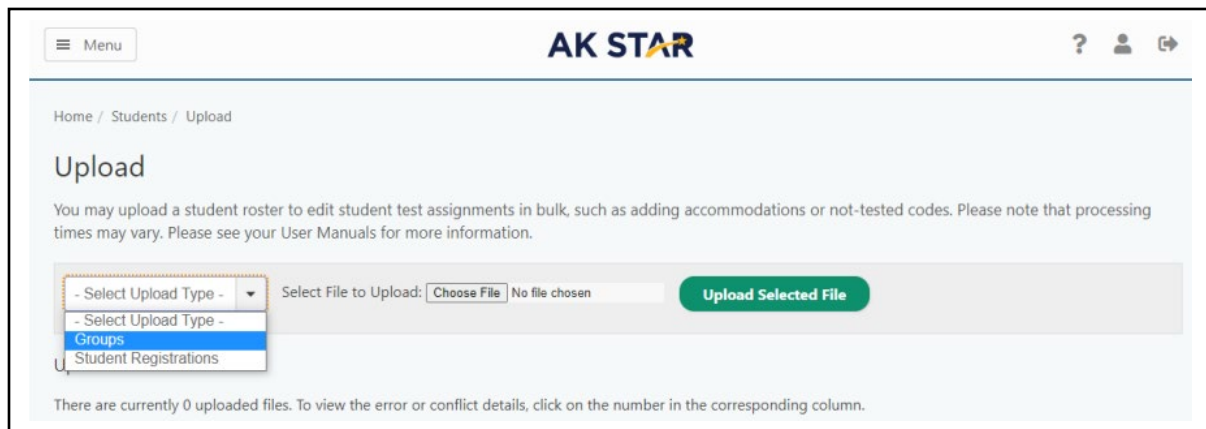 Menu
AK STAR
?
Home / Students / Upload
Upload
You may upload a student roster to edit student test assignments in bulk, such as adding accommodations or not-tested codes. Please note that processing
times may vary. Please see your User Manuals for more information.
- Select Upload Type - Select File to Upload: Choose File No file chosen Upload Selected File
- Select Upload Type -
Groups
Student Registrations
There are currently 0 uploaded files. To view the error or conflict details, click on the number in the corresponding column.